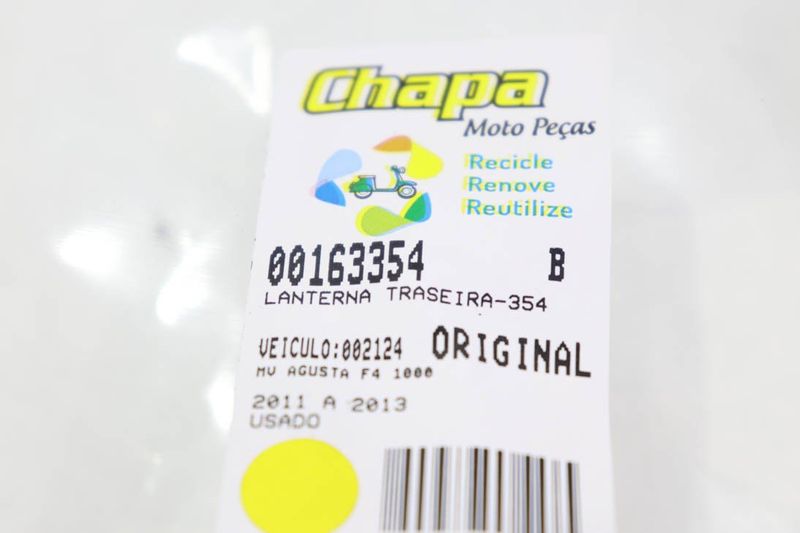 Chapa
Moto Peças
Recicle
Renove
Reutilize
00163354 B
LANTERNA TRASEIRA-354
VEICULO:002124 ORIGINAL
MV AGUSTA F4 1000
2011 A 2013
USADO